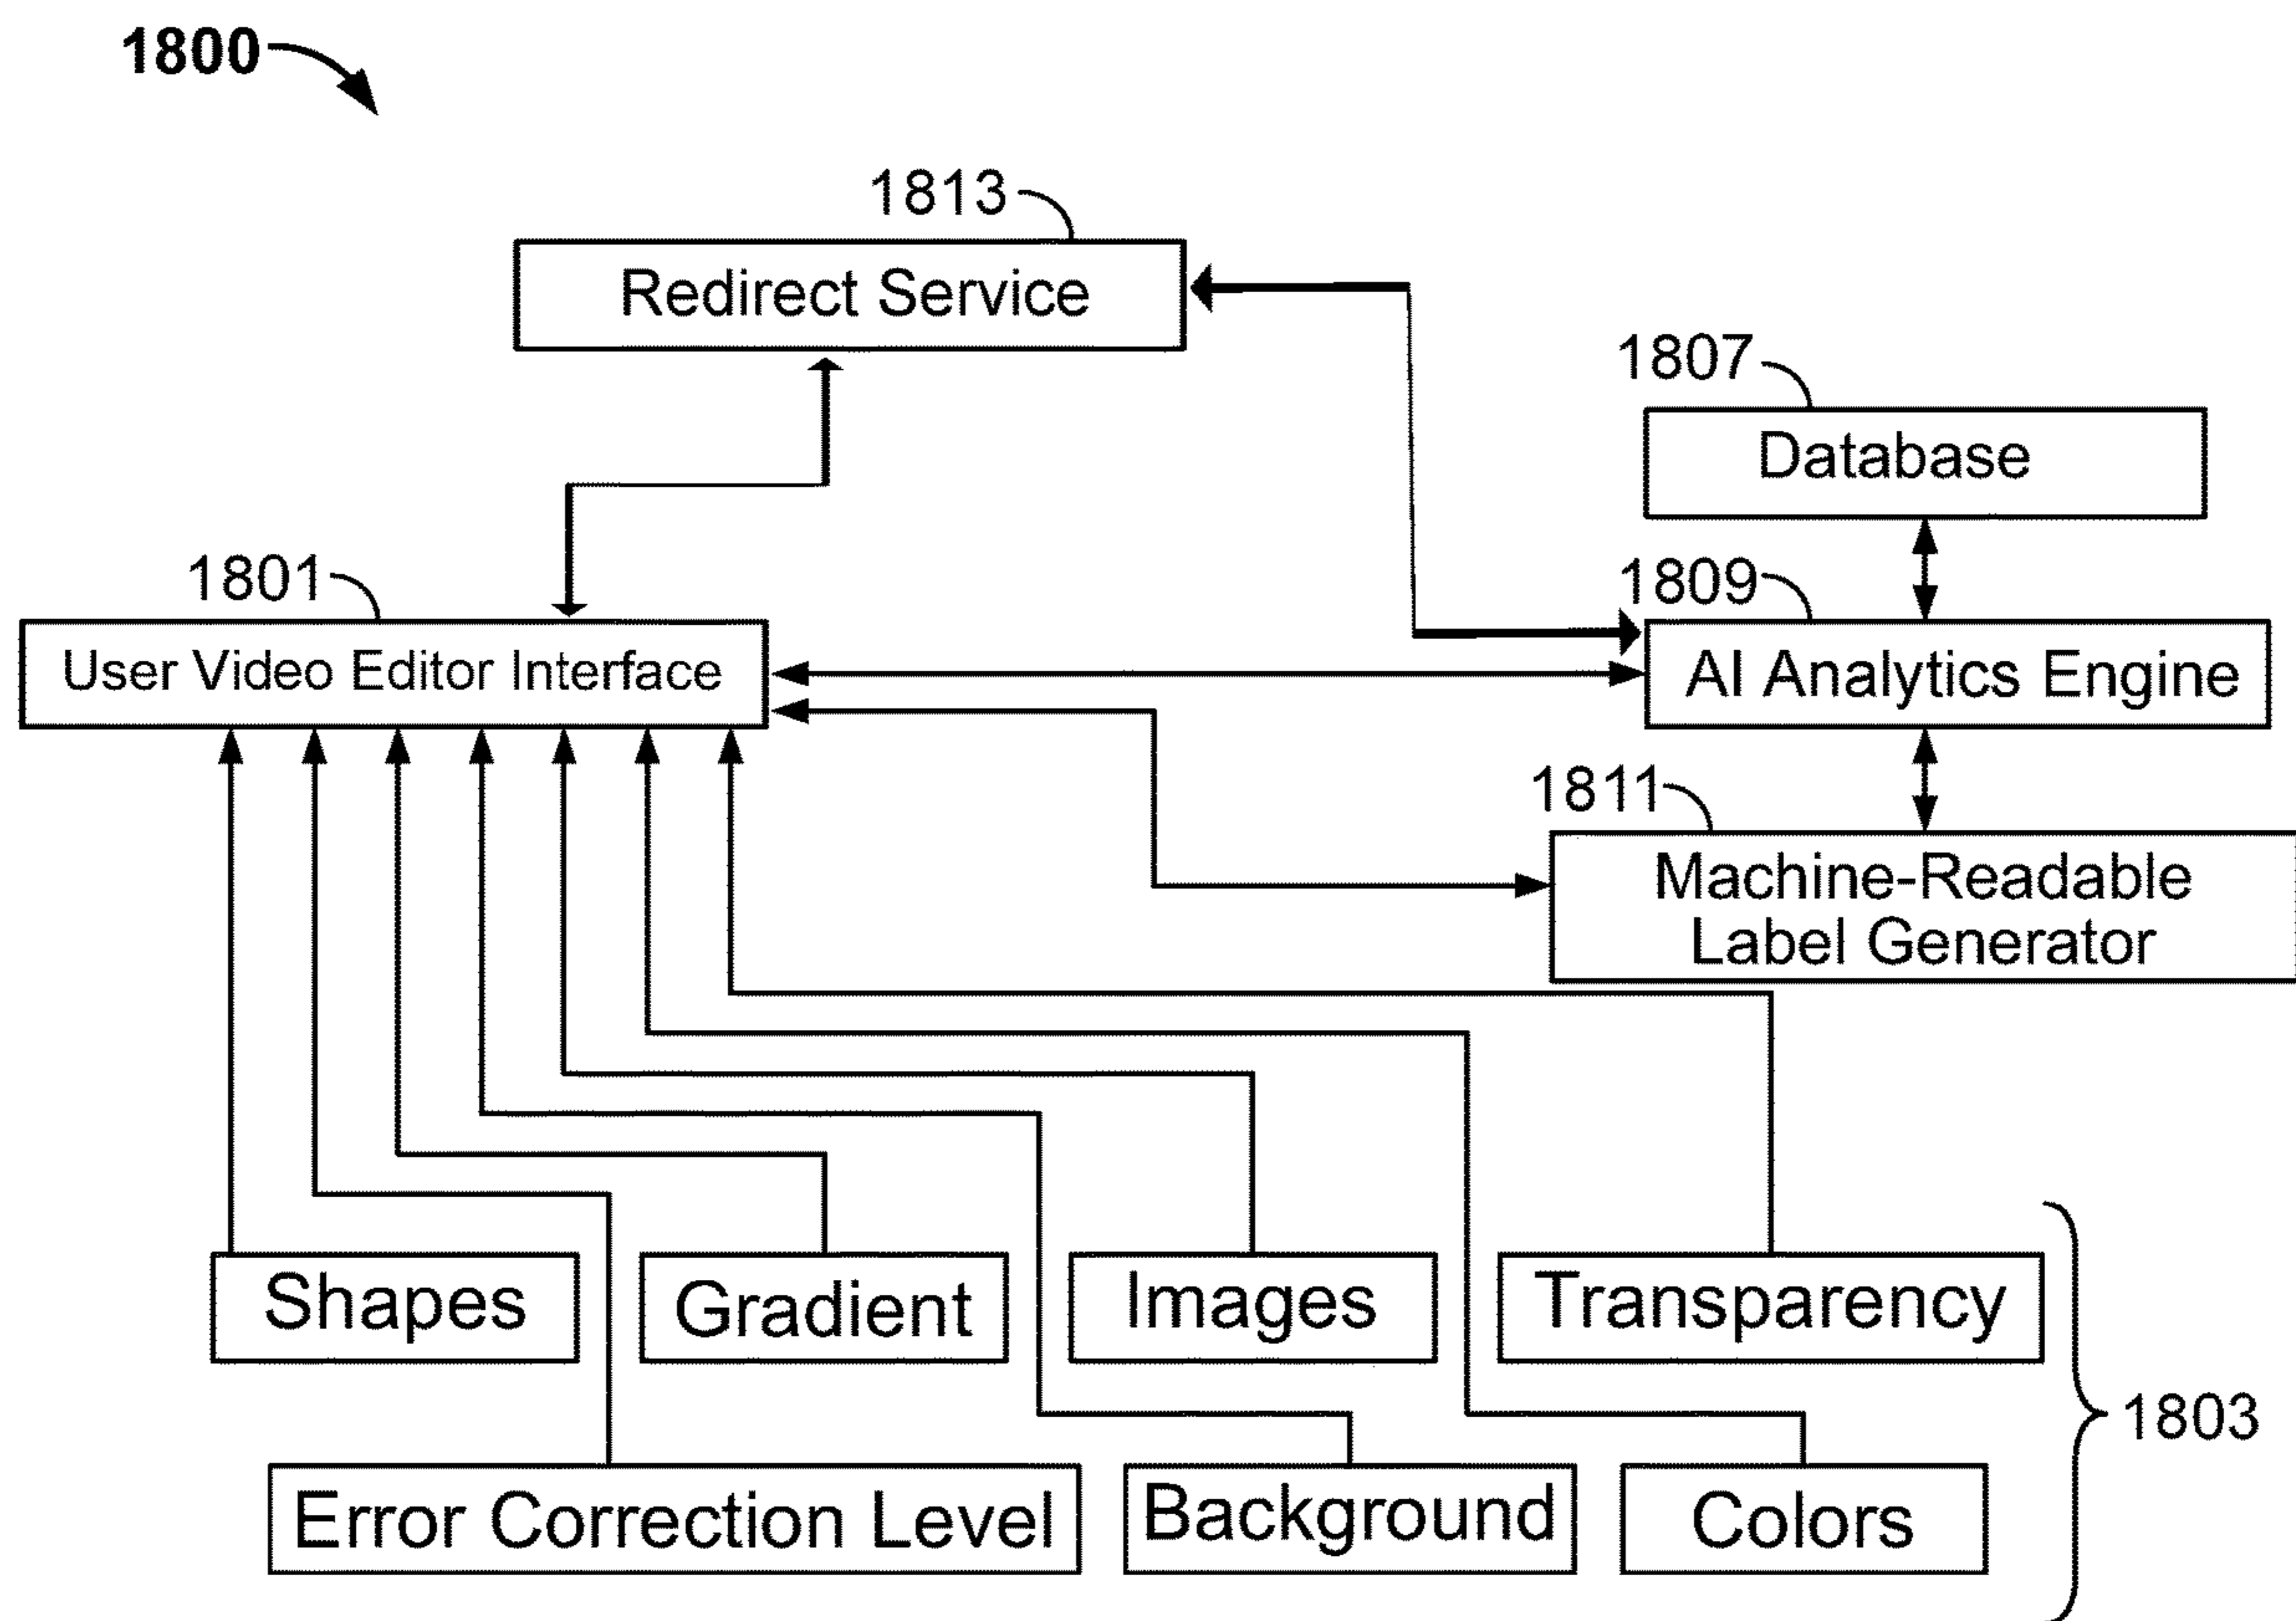 1800
1813
Redirect Service
1807
Database
1801
1809
User Video Editor Interface
AI Analytics Engine
1811
Machine-Readable
Label Generator
Shapes
Gradient
Images
Transparency
1803
Error Correction Level
Background
Colors